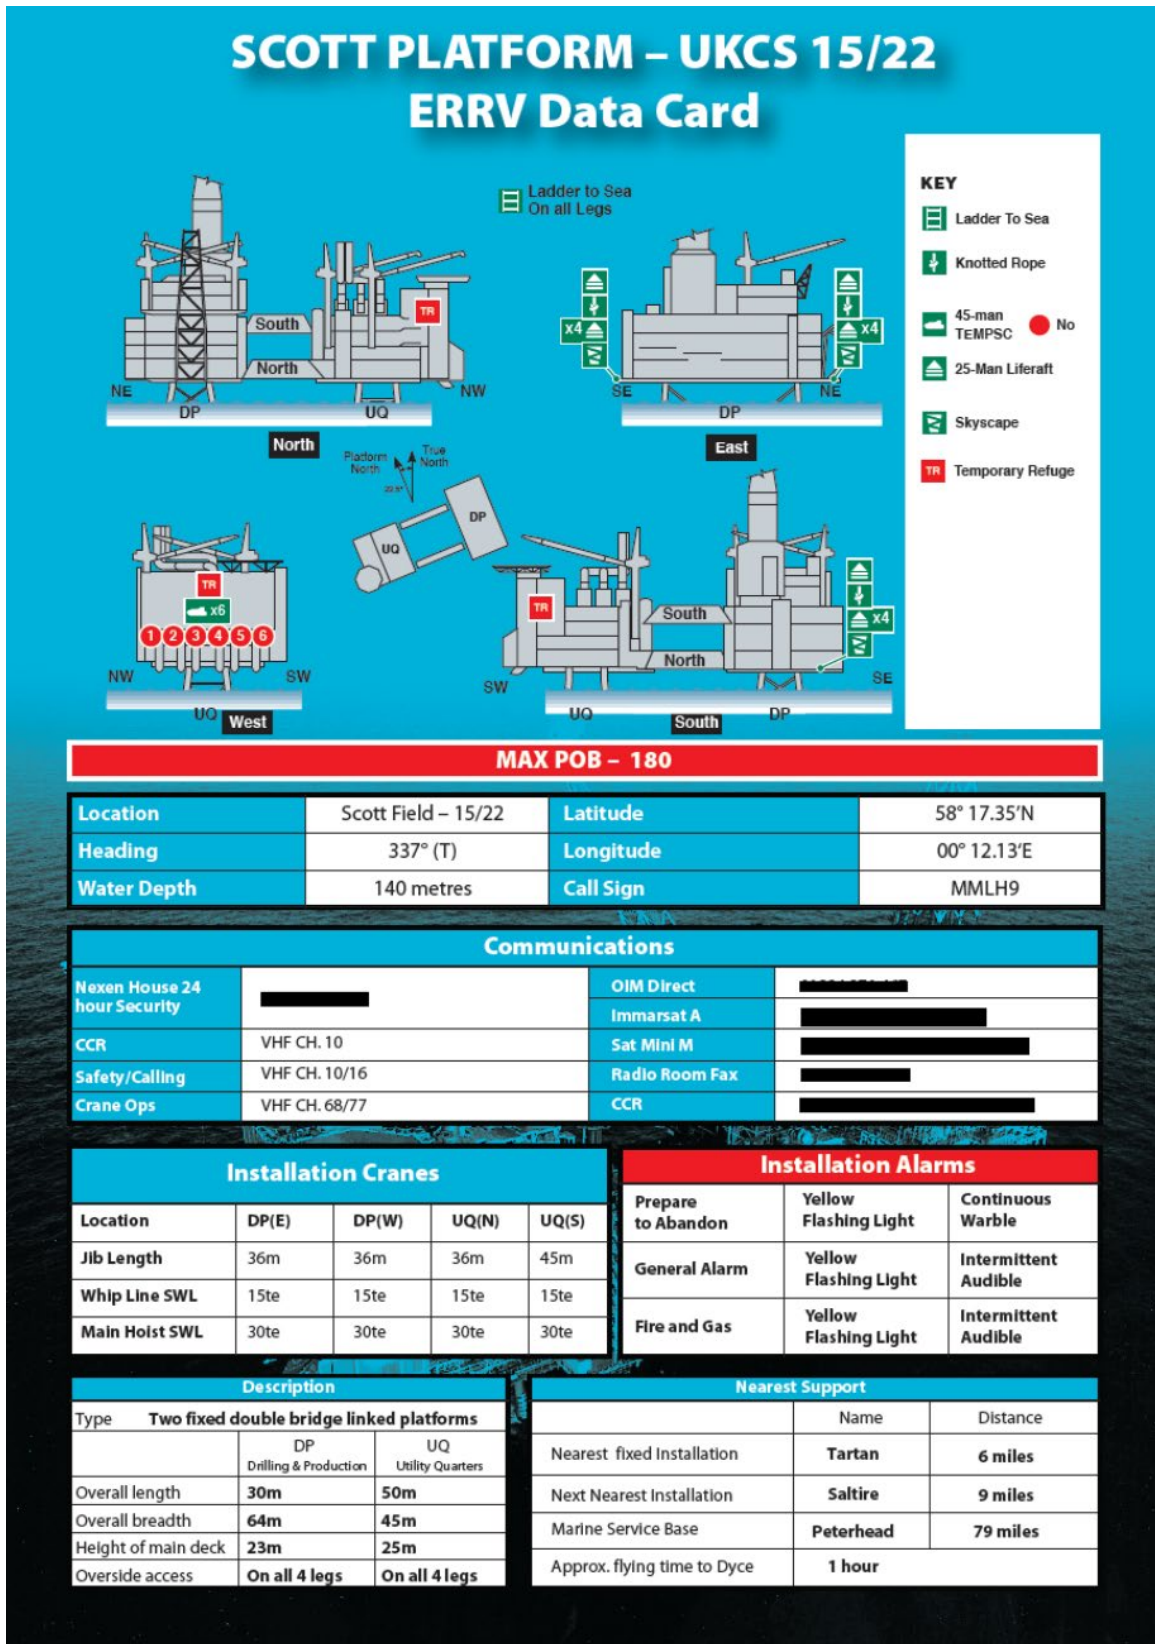 SCOTT PLATFORM – UKCS 15/22
ERRV Data Card
Ladder to Sea
On all Legs
South
North
TR
NE
DP
UQ
NW
North
x4
x4
SE
DP
NE
East
KEY
Ladder To Sea
Knotted Rope
45-man
TEMPSC
No
25-Man Liferaft
Skyscape
TR
Temporary Refuge
Platform
North
True
North
DP
UQ
TR
x6
1 2 3 4 5 6
NW
SW
UQ
West
TR
South
North
x4
SW
SE
UQ
DP
South
MAX POB – 180
Location Scott Field – 15/22 Latitude 58° 17.35’N
Heading 337° (T) Longitude 00° 12.13’E
Water Depth 140 metres Call Sign MMLH9
Communications
Nexen House 24
hour Security
OIM Direct
Immarsat A
CCR VHF CH. 10 Sat Mini M
Safety/Calling VHF CH. 10/16 Radio Room Fax
Crane Ops VHF CH. 68/77 CCR
Installation Cranes
Location DP(E) DP(W) UQ(N) UQ(S)
Jib Length 36m 36m 36m 45m
Whip Line SWL 15te 15te 15te 15te
Main Hoist SWL 30te 30te 30te 30te
Installation Alarms
Prepare
to Abandon
Yellow
Flashing Light
Continuous
Warble
General Alarm
Yellow
Flashing Light
Intermittent
Audible
Fire and Gas
Yellow
Flashing Light
Intermittent
Audible
Description
Type Two fixed double bridge linked platforms
DP
Drilling & Production
UQ
Utility Quarters
Overall length 30m 50m
Overall breadth 64m 45m
Height of main deck 23m 25m
Overside access On all 4 legs On all 4 legs
Nearest Support
Name Distance
Nearest fixed Installation Tartan 6 miles
Next Nearest Installation Saltire 9 miles
Marine Service Base Peterhead 79 miles
Approx. flying time to Dyce 1 hour